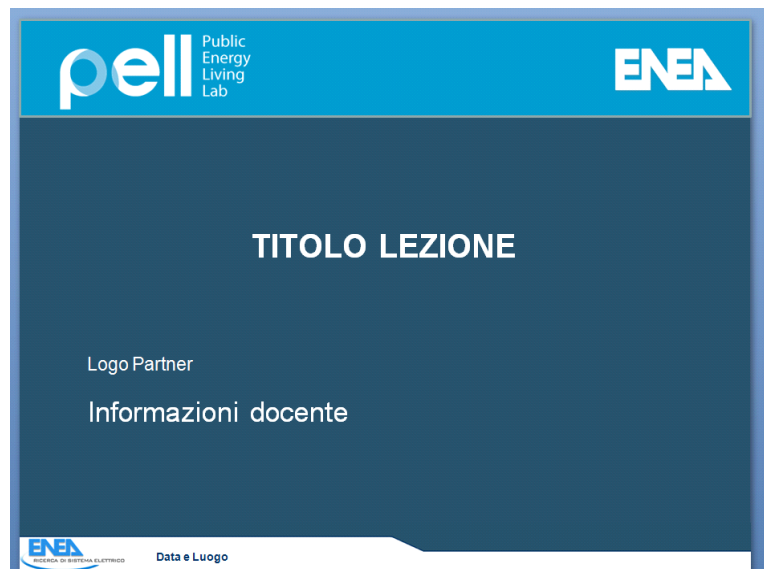 pell
Public
Energy
Living
Lab
ENEA
TITOLO LEZIONE
Logo Partner
Informazioni docente
ENEA
RICERCA DI SISTEMA ELETTRICO
Data e Luogo